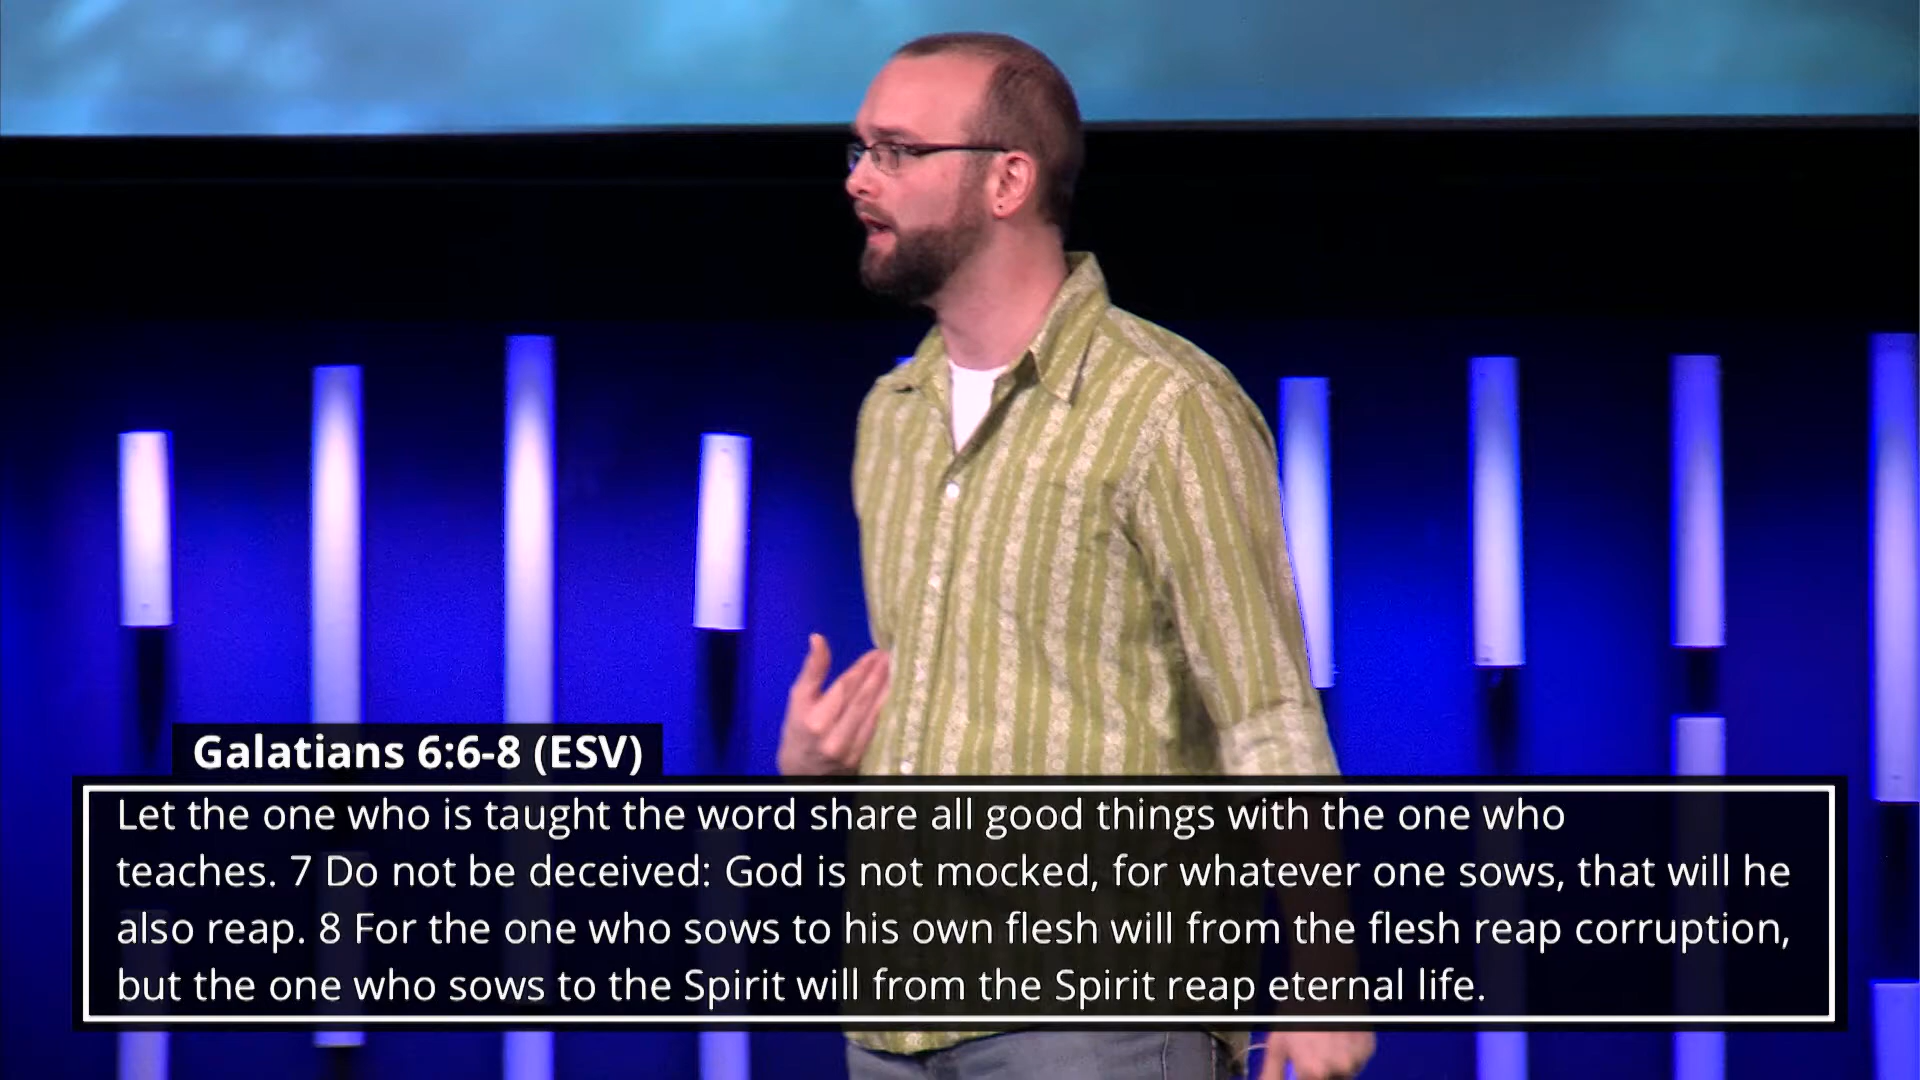 Galatians 6:6-8 (ESV)
Let the one who is taught the word share all good things with the one who
teaches. 7 Do not be deceived: God is not mocked, for whatever one sows, that will he
also reap. 8 For the one who sows to his own flesh will from the flesh reap corruption,
but the one who sows to the Spirit will from the Spirit reap eternal life.